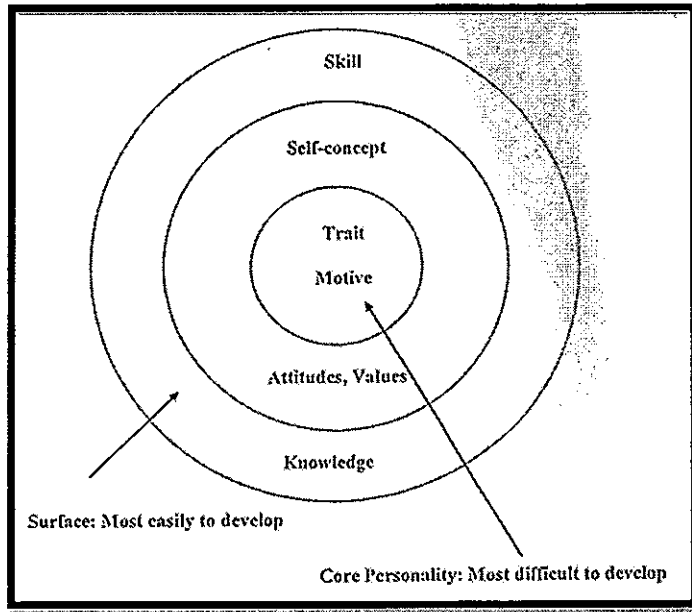 Skill
Self-concept
Trait
Motive
Attitudes, Values
Knowledge
Surface: Most easily to develop
Core Personality: Most difficult to develop